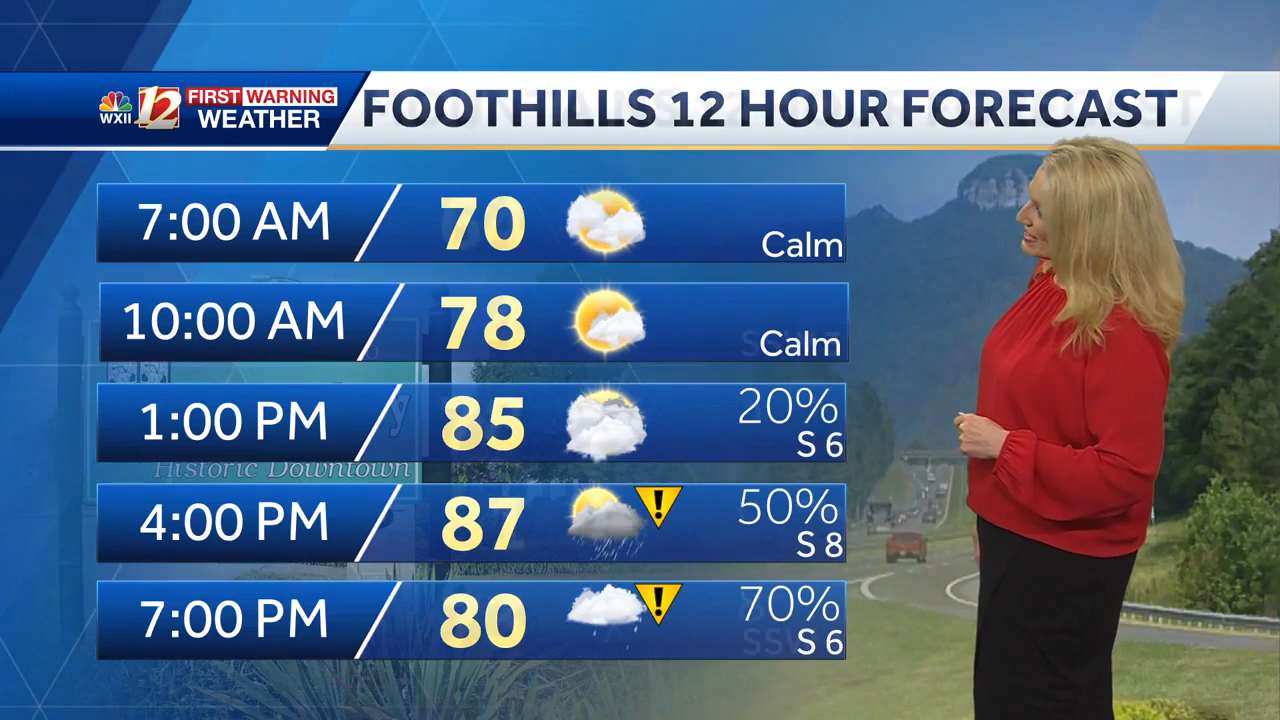 WXII 12 FIRST WARNING WEATHER
FOOTHILLS 12 HOUR FORECAST
7:00 AM 70 Calm
10:00 AM 78 Calm
1:00 PM 85 20% S 6
Historic Downtown
4:00 PM 87 50% S 8
7:00 PM 80 70% S 6